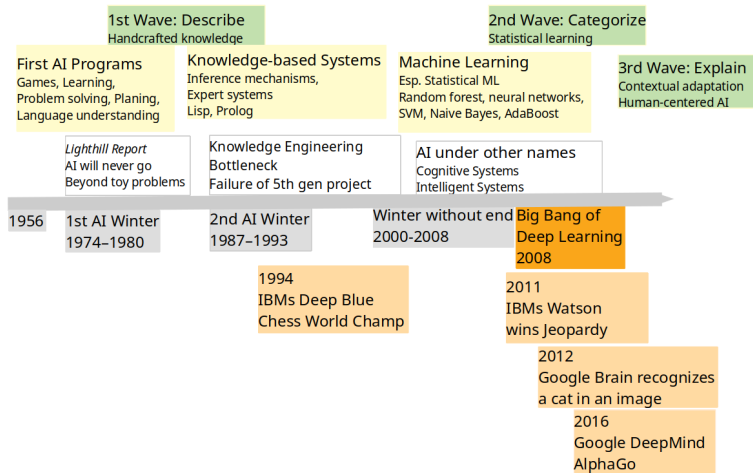 1st Wave: Describe
Handcrafted knowledge
2nd Wave: Categorize
Statistical learning
3rd Wave: Explain
Contextual adaptation
Human-centered AI
First AI Programs
Games, Learning,
Problem solving, Planing,
Language understanding
Knowledge-based Systems
Inference mechanisms,
Expert systems
Lisp, Prolog
Machine Learning
Esp. Statistical ML
Random forest, neural networks,
SVM, Naive Bayes, AdaBoost
Lighthill Report
AI will never go
Beyond toy problems
Knowledge Engineering
Bottleneck
Failure of 5th gen project
AI under other names
Cognitive Systems
Intelligent Systems
1956
1st AI Winter
1974–1980
2nd AI Winter
1987–1993
Winter without end
2000-2008
Big Bang of
Deep Learning
2008
1994
IBMs Deep Blue
Chess World Champ
2011
IBMs Watson
wins Jeopardy
2012
Google Brain recognizes
a cat in an image
2016
Google DeepMind
AlphaGo